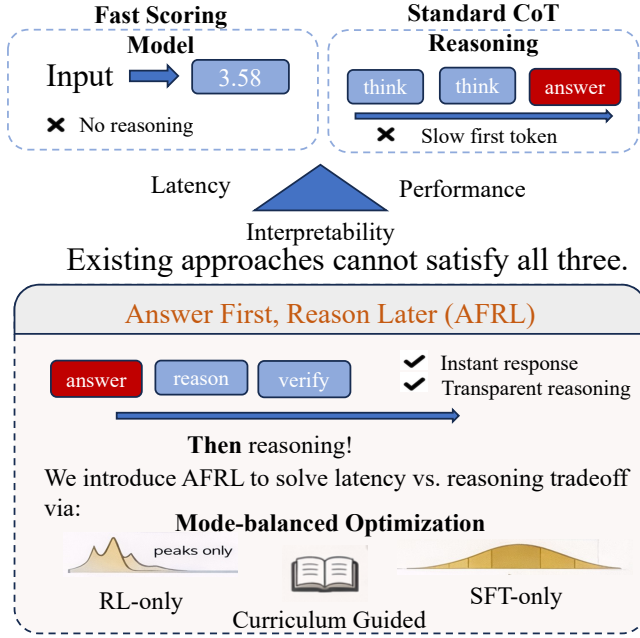 Fast Scoring
Model
Input
3.58
No reasoning
Standard CoT
Reasoning
think
think
answer
Slow first token
Latency
Performance
Interpretability
Existing approaches cannot satisfy all three.
Answer First, Reason Later (AFRL)
answer
reason
verify
Instant response
Transparent reasoning
Then reasoning!
We introduce AFRL to solve latency vs. reasoning tradeoff
via:
Mode-balanced Optimization
peaks only
RL-only
Curriculum Guided
SFT-only